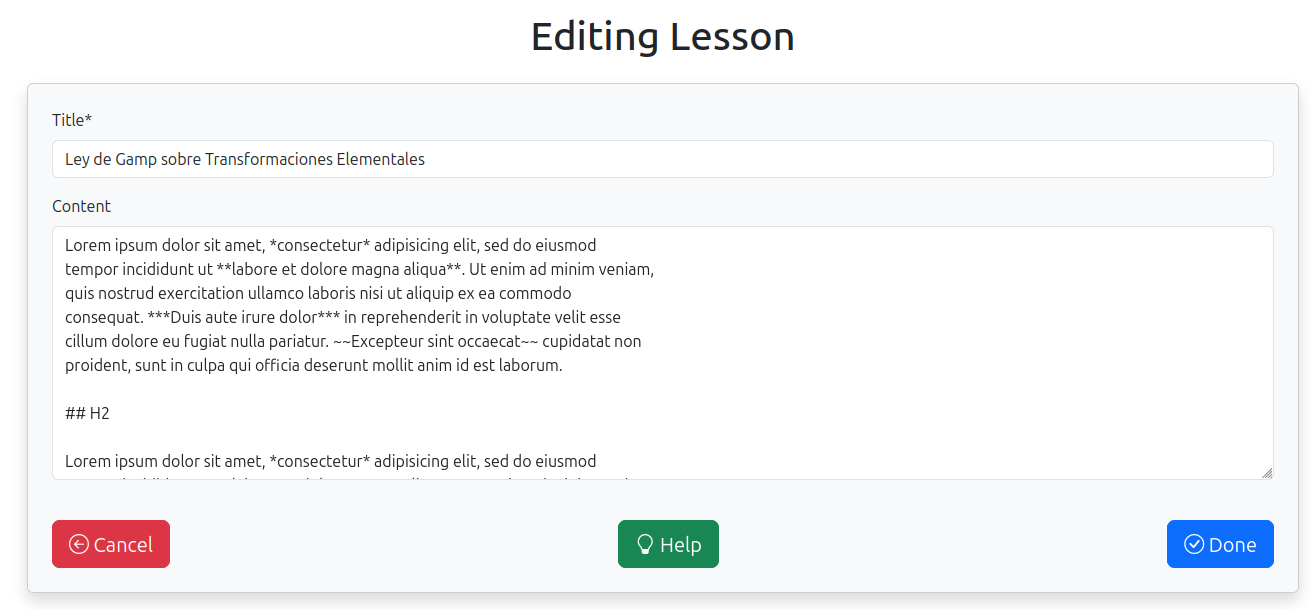 Editing Lesson
Title*
Ley de Gamp sobre Transformaciones Elementales
Content
Lorem ipsum dolor sit amet, *consectetur* adipisicing elit, sed do eiusmod
tempor incididunt ut **labore et dolore magna aliqua**. Ut enim ad minim veniam,
quis nostrud exercitation ullamco laboris nisi ut aliquip ex ea commodo
consequat. ***Duis aute irure dolor*** in reprehenderit in voluptate velit esse
cillum dolore eu fugiat nulla pariatur. ~~Excepteur sint occaecat~~ cupidatat non
proident, sunt in culpa qui officia deserunt mollit anim id est laborum.
## H2
Lorem ipsum dolor sit amet, *consectetur* adipisicing elit, sed do eiusmod
Cancel
Help
Done